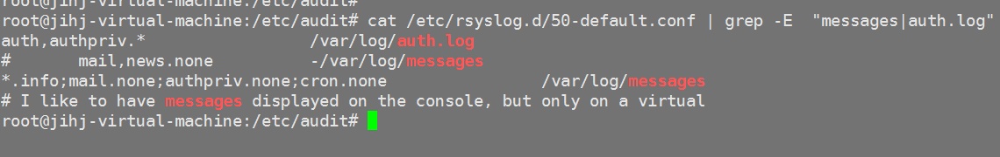 root@jihj-virtual-machine:/etc/audit#
root@jihj-virtual-machine:/etc/audit# cat /etc/rsyslog.d/50-default.conf | grep -E  "messages|auth.log"
auth,authpriv.*                 /var/log/auth.log
#       mail,news.none          -/var/log/messages
*.info;mail.none;authpriv.none;cron.none                /var/log/messages
# I like to have messages displayed on the console, but only on a virtual
root@jihj-virtual-machine:/etc/audit#